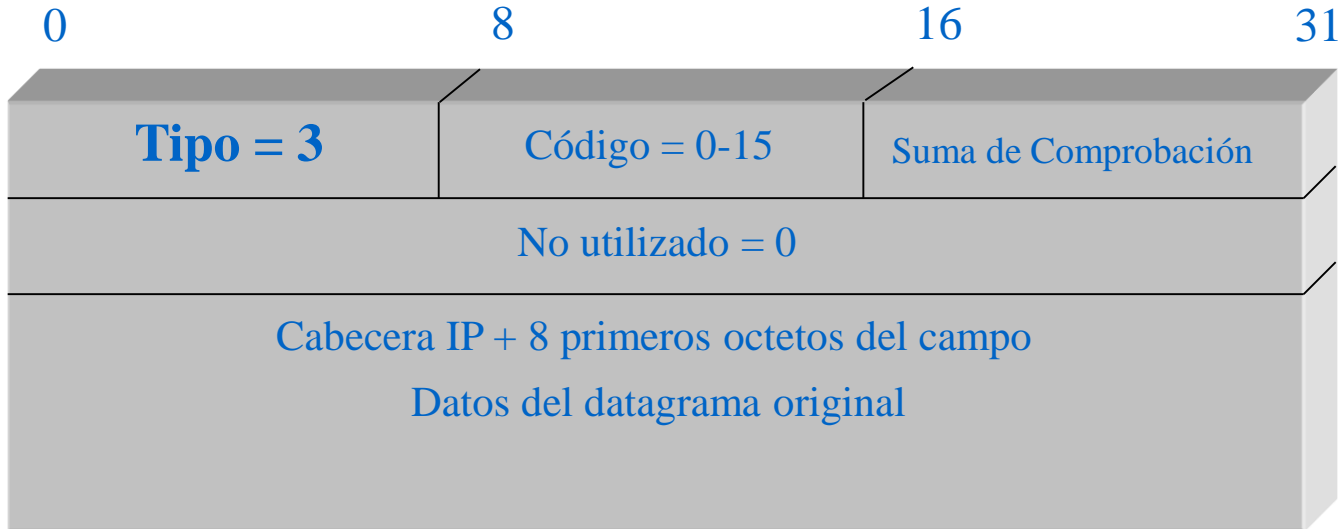 0 8 16 31
Tipo = 3 Código = 0-15 Suma de Comprobación
No utilizado = 0
Cabecera IP + 8 primeros octetos del campo
Datos del datagrama original